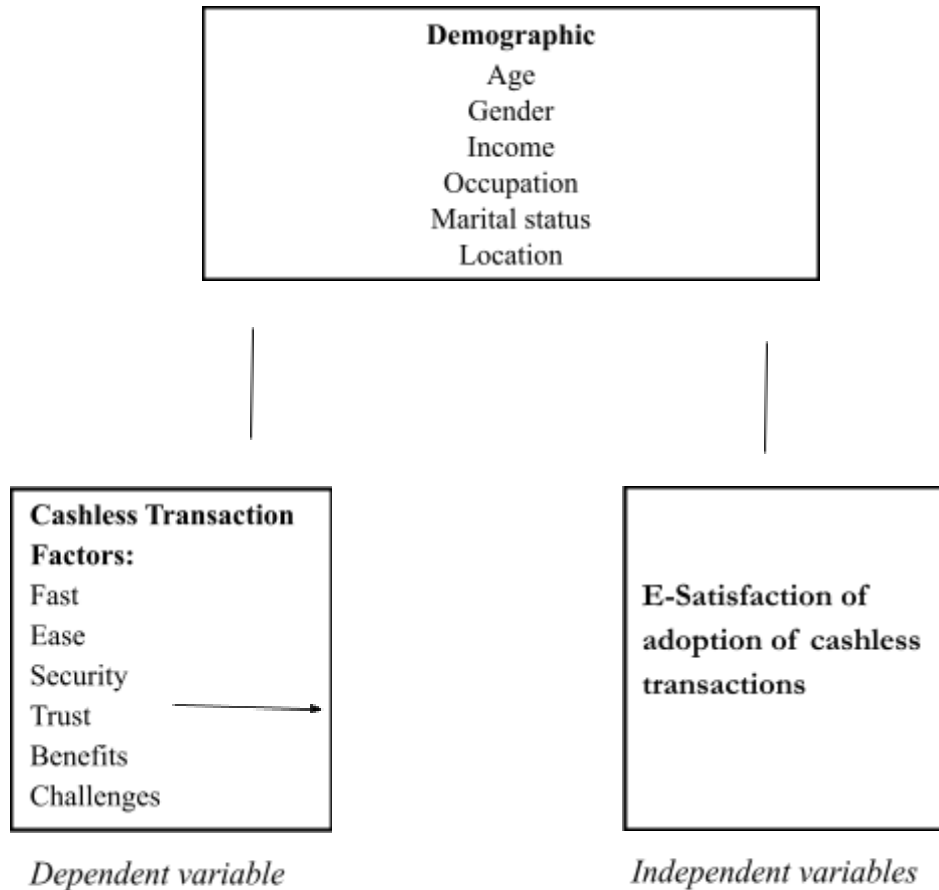 Demographic
Age
Gender
Income
Occupation
Marital status
Location
Cashless Transaction
Factors:
Fast
Ease
Security
Trust
Benefits
Challenges
E-Satisfaction of
adoption of cashless
transactions
Dependent variable
Independent variables